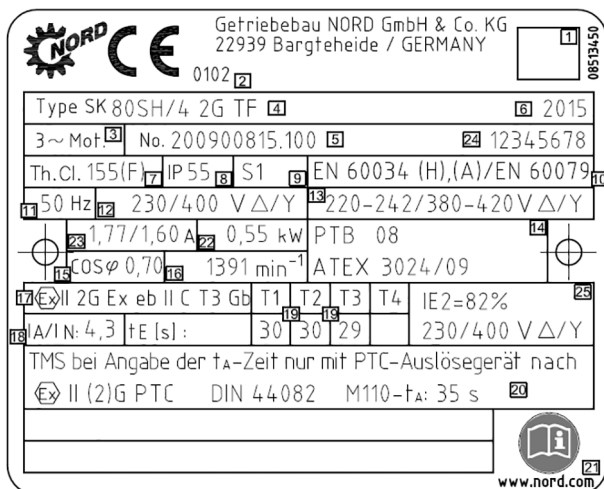 NORD CE 0102 2
Getriebebau NORD GmbH & Co. KG
22939 Bargteheide / GERMANY
1
08513450
Type SK 80SH/4 2G TF 4 6 2015
3~ Mot. 3 No. 200900815.100 5 24 12345678
Th.Cl. 155(F) 7 IP55 8 S1 9 EN 60034 (H),(A)/EN 60079 10
11 50 Hz 12 230/400 V △/Y 13 220-242/380-420V △/Y
23 1,77/1,60 A 22 0,55 kW PTB 08 14
15 COSφ 0,70 16 1391 min⁻¹ ATEX 3024/09
17 Ex II 2G Ex eb II C T3 Gb T1 T2 T3 T4 IE2=82% 25
19 19
18 IA/IN: 4,3 tE [s] : 30 30 29 230/400 V △/Y
TMS bei Angabe der tA-Zeit nur mit PTC-Auslösegerät nach
Ex II (2)G PTC DIN 44082 M110-tA: 35 s 20
21
www.nord.com